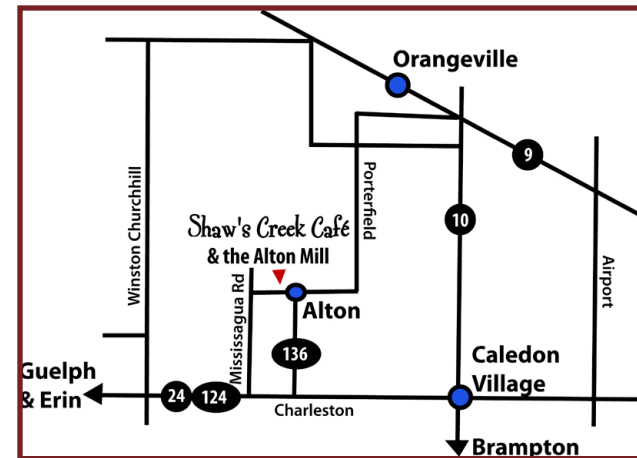 Orangeville
9
Porterfield
10
Winston Churchhill
Shaw's Creek Café
& the Alton Mill
Airport
Mississagua Rd
Alton
136
Caledon
Village
Guelph
& Erin
24
124
Charleston
Brampton